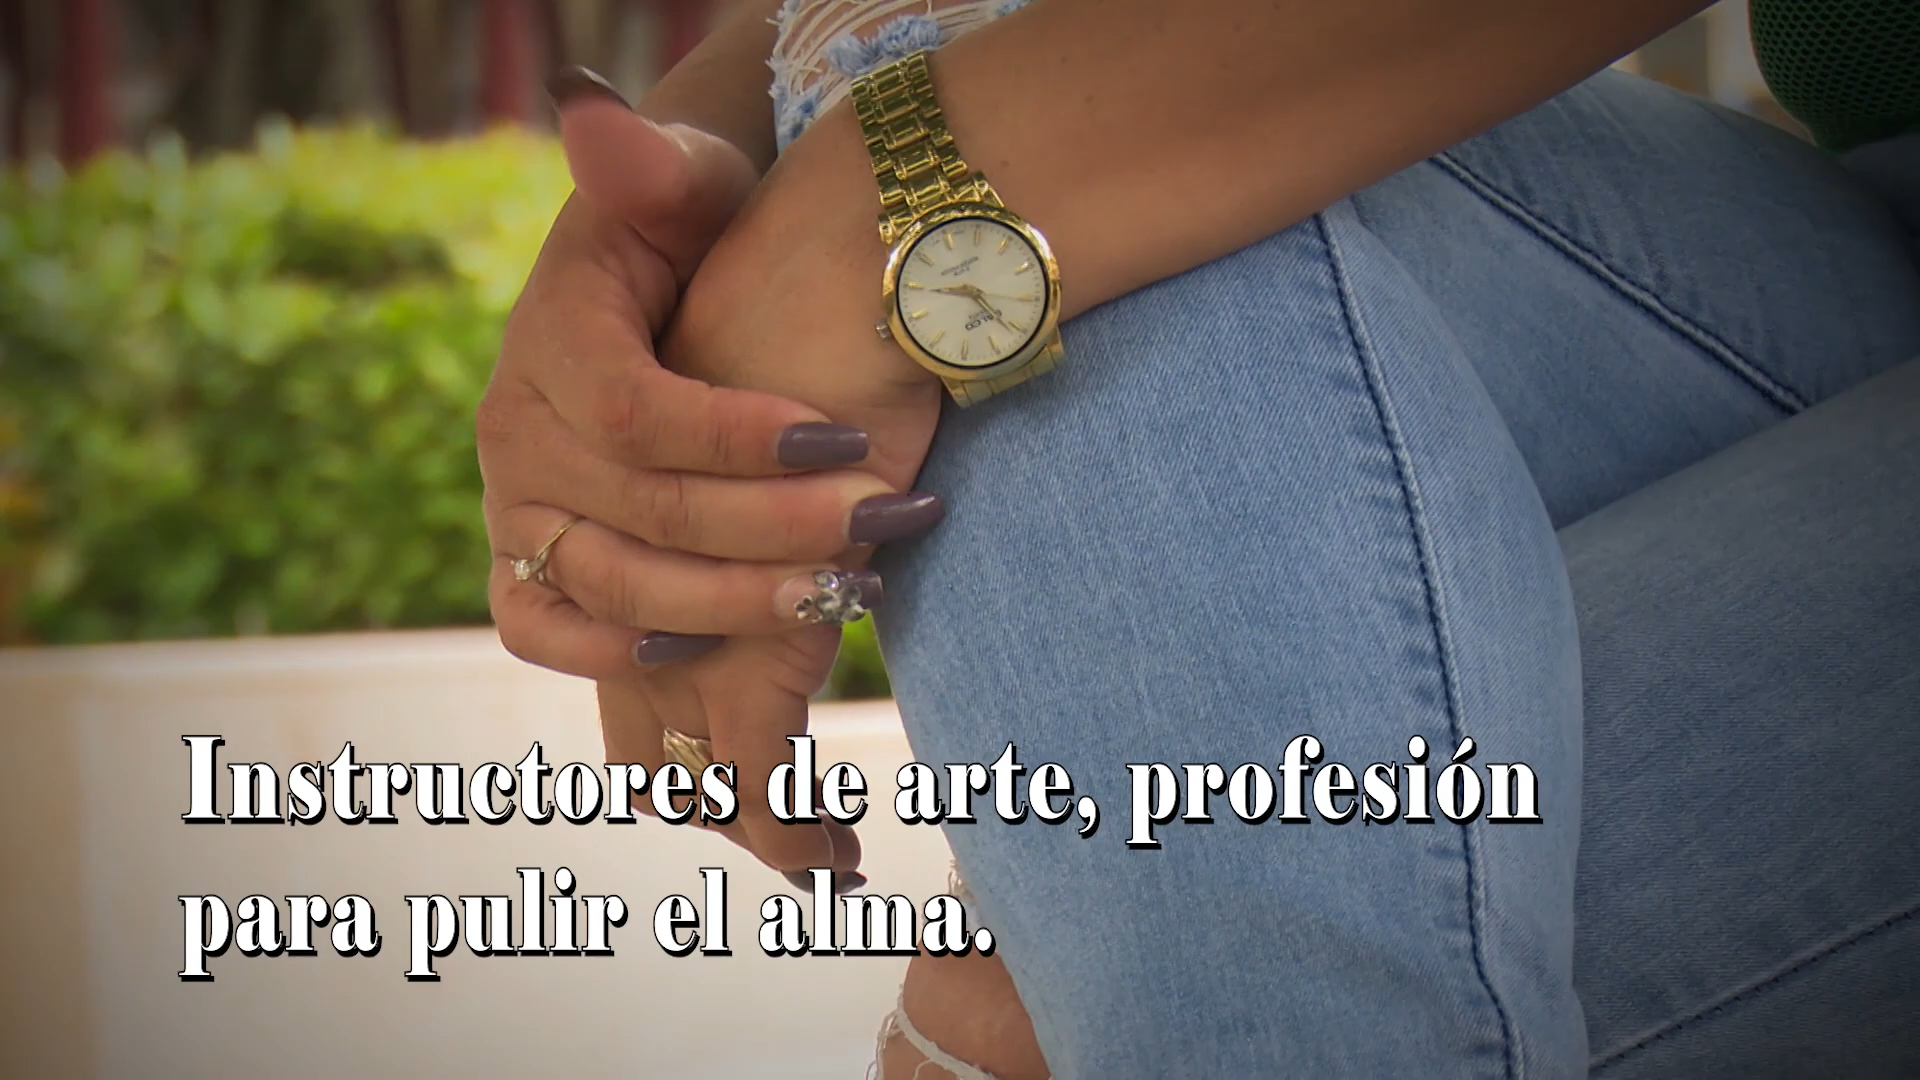 Instructores de arte, profesión
para pulir el alma.